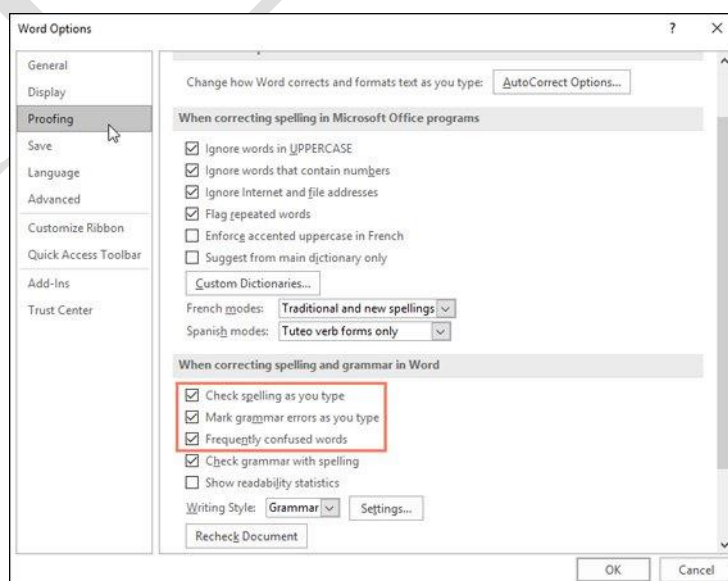 Word Options
?
General
Display
Proofing
Save
Language
Advanced
Customize Ribbon
Quick Access Toolbar
Add-Ins
Trust Center
Change how Word corrects and formats text as you type: AutoCorrect Options...
When correcting spelling in Microsoft Office programs
Ignore words in UPPERCASE
Ignore words that contain numbers
Ignore Internet and file addresses
Flag repeated words
Enforce accented uppercase in French
Suggest from main dictionary only
Custom Dictionaries...
French modes: Traditional and new spellings
Spanish modes: Tuteo verb forms only
When correcting spelling and grammar in Word
Check spelling as you type
Mark grammar errors as you type
Frequently confused words
Check grammar with spelling
Show readability statistics
Writing Style: Grammar Settings...
Recheck Document
OK Cancel